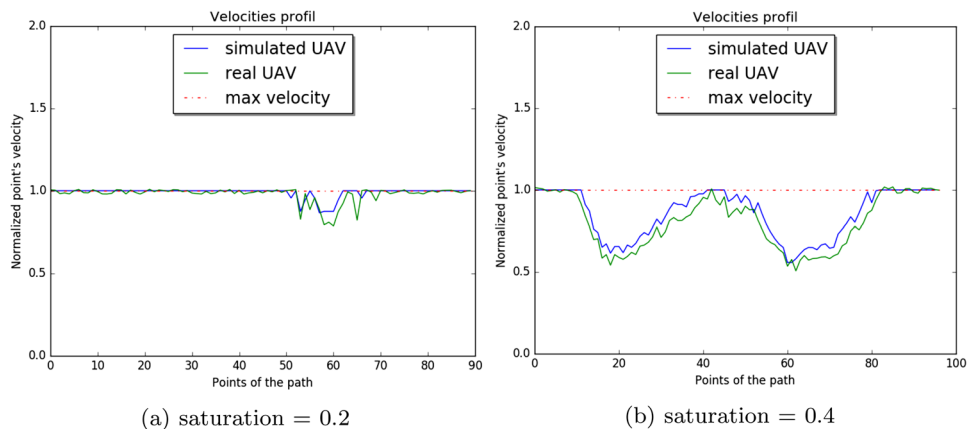 Velocities profil
2.0
1.5
1.0
0.5
0.0
Normalized point's velocity
simulated UAV
real UAV
max velocity
0 10 20 30 40 50 60 70 80 90
Points of the path
(a) saturation = 0.2
Velocities profil
2.0
1.5
1.0
0.5
0.0
Normalized point's velocity
simulated UAV
real UAV
max velocity
0 20 40 60 80 100
Points of the path
(b) saturation = 0.4